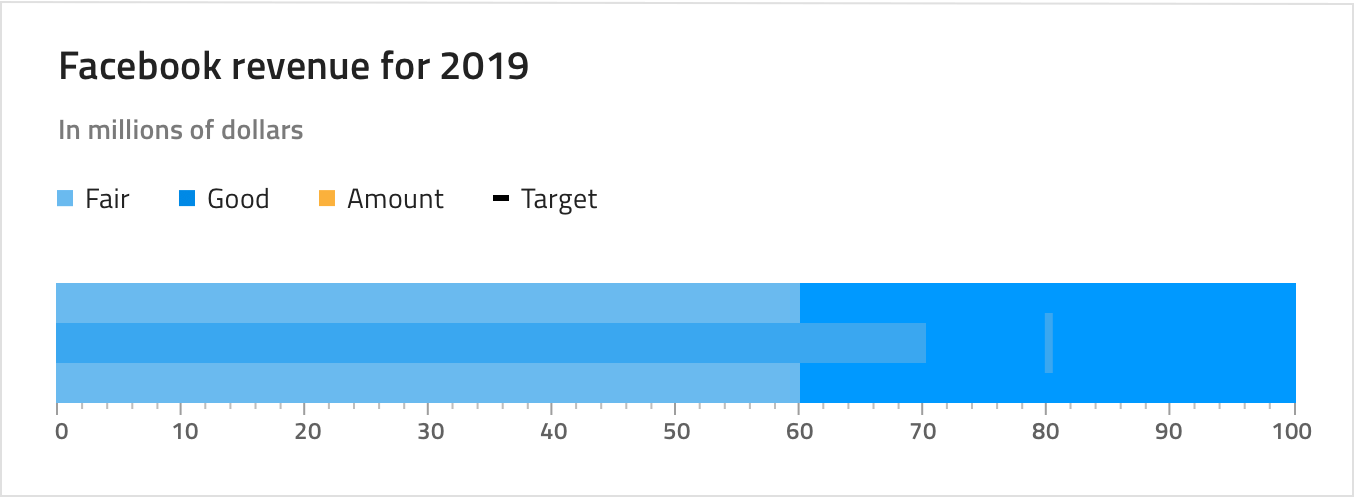 Facebook revenue for 2019
In millions of dollars
Fair Good Amount Target
0 10 20 30 40 50 60 70 80 90 100